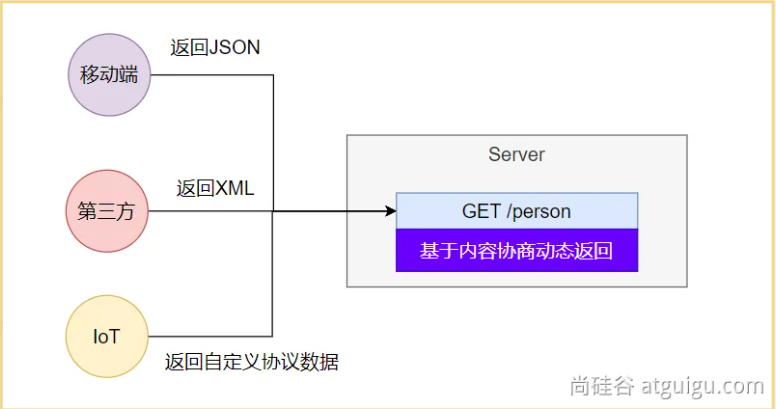 返回JSON
移动端
Server
返回XML
第三方
GET /person
基于内容协商动态返回
IoT
返回自定义协议数据
尚硅谷 atguigu.com